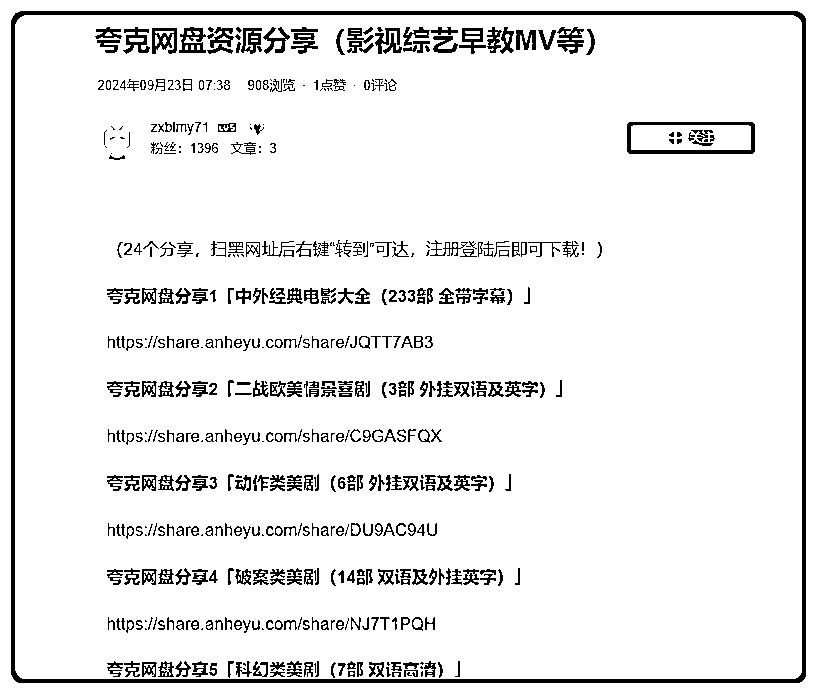 夸克网盘资源分享（影视综艺早教MV等）
2024年09月23日 07:38 908浏览 · 1点赞 · 0评论
zxblmy71
粉丝：1396 文章：3
（24个分享，扫黑网址后右键“转到”可达，注册登陆后即可下载！）
夸克网盘分享1「中外经典电影大全（233部 全带字幕）」
https://share.anheyu.com/share/JQTT7AB3
夸克网盘分享2「二战欧美情景喜剧（3部 外挂双语及英字）」
https://share.anheyu.com/share/C9GASFQX
夸克网盘分享3「动作类美剧（6部 外挂双语及英字）」
https://share.anheyu.com/share/DU9AC94U
夸克网盘分享4「破案类美剧（14部 双语及外挂英字）」
https://share.anheyu.com/share/NJ7T1PQH
夸克网盘分享5「科幻类美剧（7部 双语高清）」